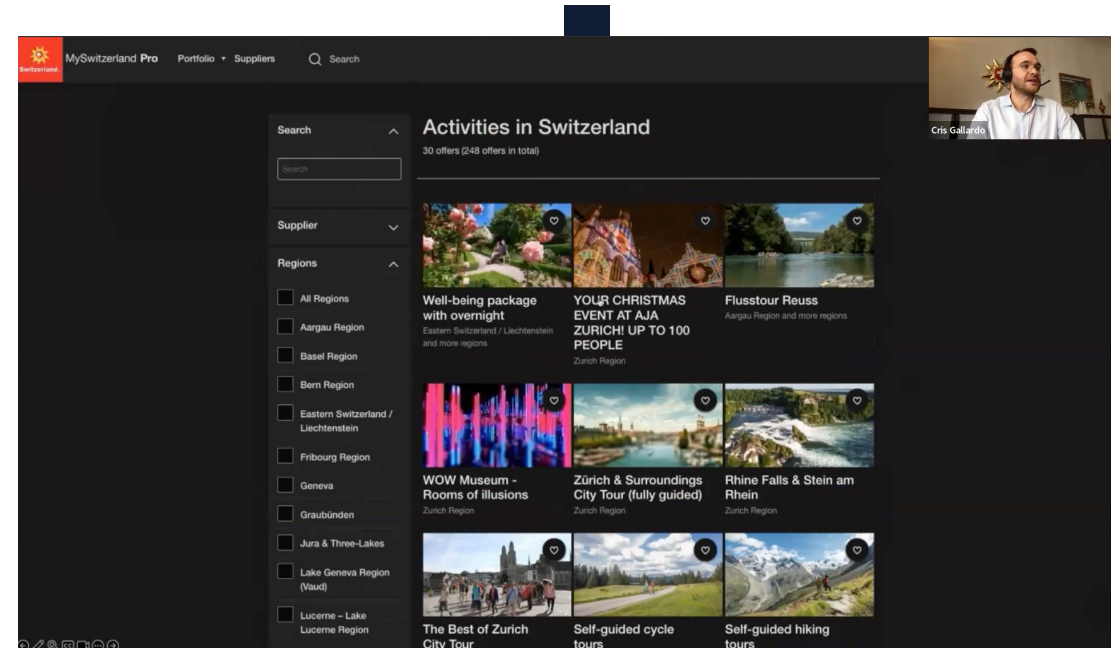 Switzerland.
MySwitzerland Pro
Portfolio
Suppliers
Search
Cris Gallardo
Search
Search
Supplier
Regions
All Regions
Aargau Region
Basel Region
Bern Region
Eastern Switzerland /
Liechtenstein
Fribourg Region
Geneva
Graubünden
Jura & Three-Lakes
Lake Geneva Region
(Vaud)
Lucerne – Lake
Lucerne Region
Activities in Switzerland
30 offers (248 offers in total)
Well-being package
with overnight
Eastern Switzerland / Liechtenstein
and more regions
YOUR CHRISTMAS
EVENT AT AJA
ZURICH! UP TO 100
PEOPLE
Zurich Region
Flusstour Reuss
Aargau Region and more regions
WOW Museum -
Rooms of illusions
Zurich Region
Zürich & Surroundings
City Tour (fully guided)
Zurich Region
Rhine Falls & Stein am
Rhein
Zurich Region
The Best of Zurich
City Tour
Self-guided cycle
tours
Self-guided hiking
tours